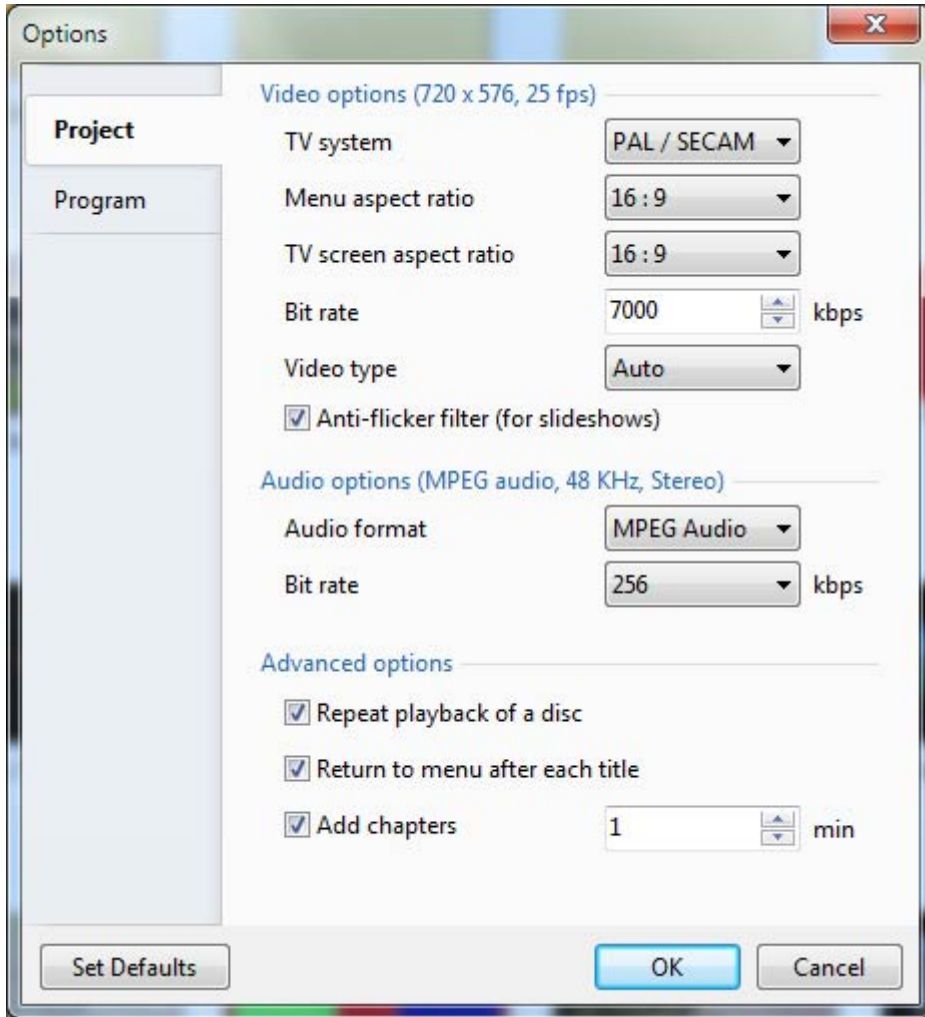 Options
Project
Program
Video options (720 x 576, 25 fps)
TV system PAL / SECAM
Menu aspect ratio 16 : 9
TV screen aspect ratio 16 : 9
Bit rate 7000 kbps
Video type Auto
Anti-flicker filter (for slideshows)
Audio options (MPEG audio, 48 KHz, Stereo)
Audio format MPEG Audio
Bit rate 256 kbps
Advanced options
Repeat playback of a disc
Return to menu after each title
Add chapters 1 min
Set Defaults OK Cancel